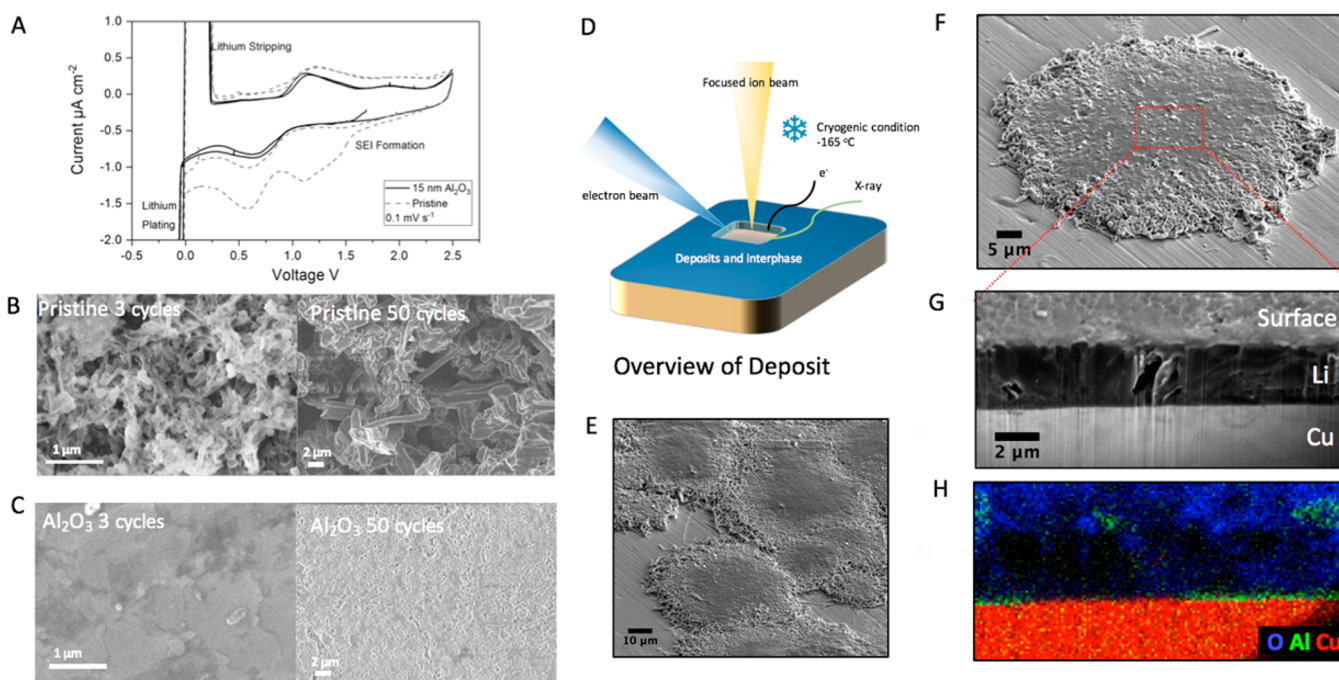 A
Current µA cm⁻²
1.0
0.5
0.0
-0.5
-1.0
-1.5
-2.0
Lithium Stripping
SEI Formation
Lithium
Plating
15 nm Al₂O₃
Pristine
0.1 mV s⁻¹
0.0 0.5 1.0 1.5 2.0 2.5
Voltage V
B
Pristine 3 cycles
1 µm
Pristine 50 cycles
2 µm
C
Al₂O₃ 3 cycles
1 µm
Al₂O₃ 50 cycles
2 µm
D
Focused ion beam
Cryogenic condition
-165 °C
e⁻
X-ray
electron beam
Deposits and interphase
Overview of Deposit
E
10 µm
F
5 µm
G
Surface
Li
Cu
2 µm
H
O Al Cu